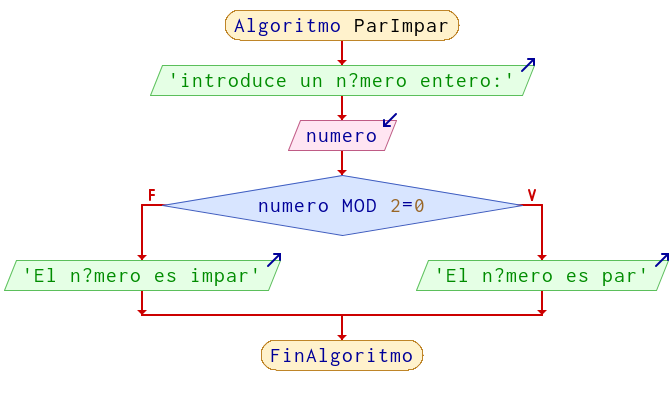 Algoritmo ParImpar
'introduce un n?mero entero:'
numero
F
V
numero MOD 2=0
'El n?mero es impar'
'El n?mero es par'
FinAlgoritmo